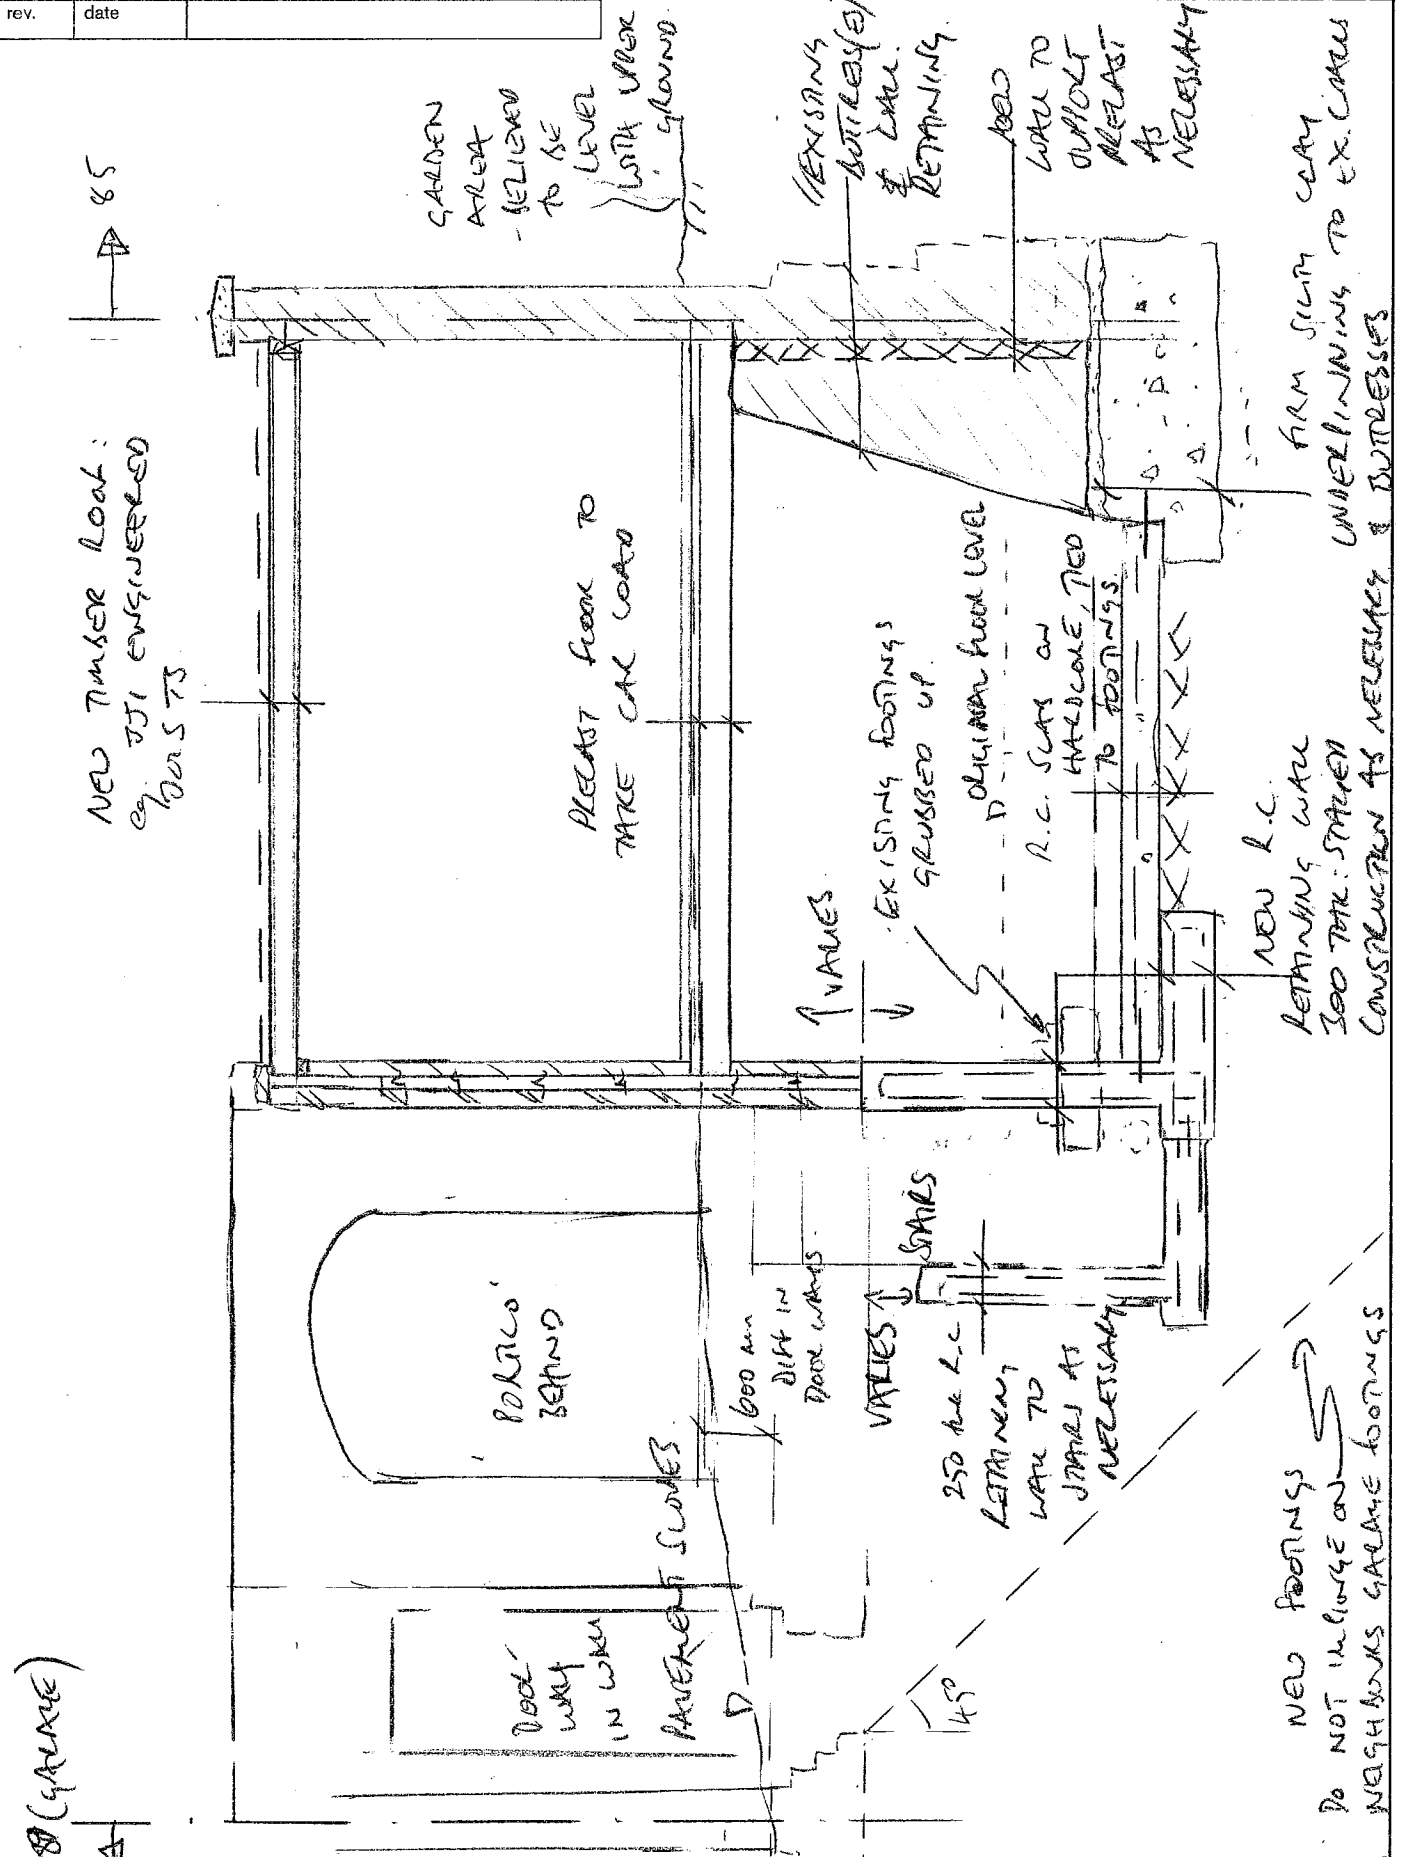 rev. date
85
GARDEN
AREA
- BELIEVED
TO BE
LEVEL
WITH UPPER
GROUND.
EXISTING
BUTTRESS(ES)
& WALL.
RETAINING.
WALL TO
SUPPORT
PRECAST
AS
NECESSARY
NEW TIMBER ROOF:
eg. JJI ENGINEERED
JOISTS
PRECAST FLOOR TO
TAKE CAR LOAD
FIRM SILTY CLAY
UNDERPINNING TO EX. WALLS
& BUTTRESSES
AS NECESSARY
ORIGINAL FLOOR LEVEL
R.C. SLAB ON
HARDCORE, TIED
TO FOOTINGS.
EXISTING FOOTINGS
GRUBBED UP.
VARIES
NEW R.C.
RETAINING WALL
300 THK: STAGED
CONSTRUCTION
'PORTICO'
BEHIND
600 mm
DIFF IN
STAIRS
VARIES
250 thk R.C
RETAINING
WALL TO
STAIRS AS
NECESSARY
DOOR-
WAY
IN WALL
PAVEMENT SLOPES.
45°
NEW FOOTINGS
DO NOT IMPINGE ON
NEIGHBOURS GARAGE FOOTINGS
(GARAGE)